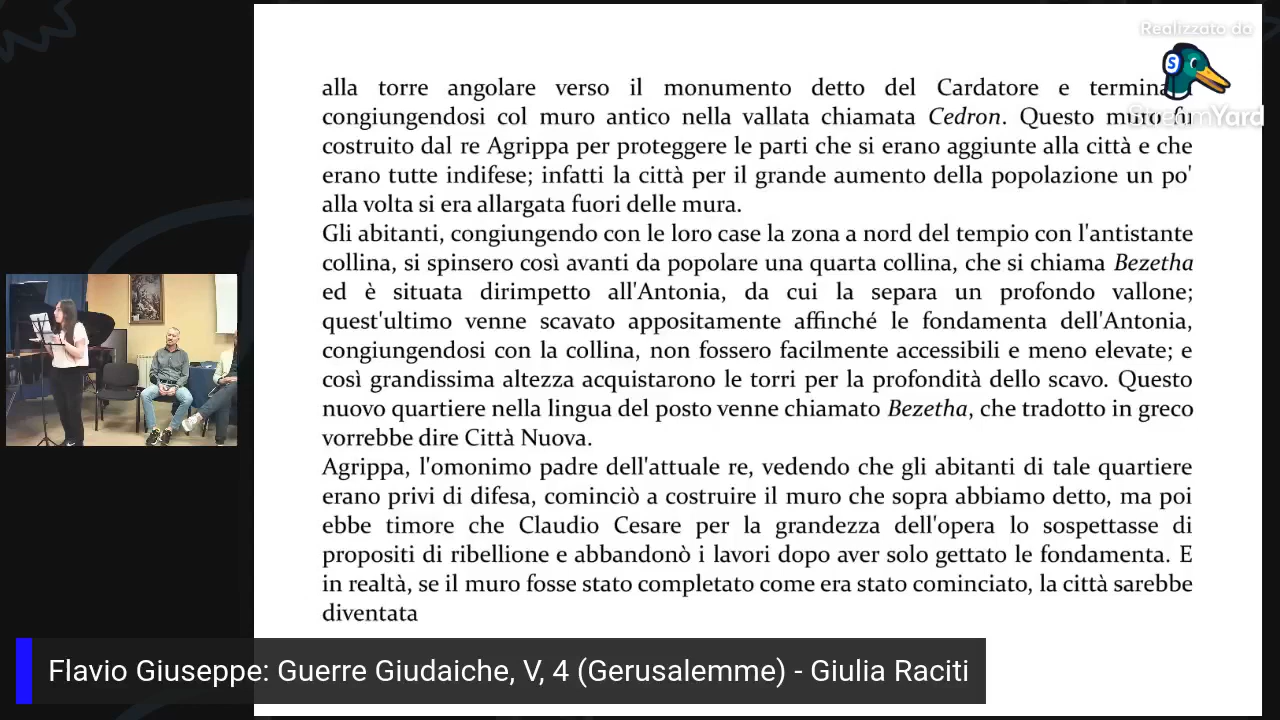 Realizzato da
StreamYard
alla torre angolare verso il monumento detto del Cardatore e termina
congiungendosi col muro antico nella vallata chiamata Cedron. Questo muro fu
costruito dal re Agrippa per proteggere le parti che si erano aggiunte alla città e che
erano tutte indifese; infatti la città per il grande aumento della popolazione un po'
alla volta si era allargata fuori delle mura.
Gli abitanti, congiungendo con le loro case la zona a nord del tempio con l'antistante
collina, si spinsero così avanti da popolare una quarta collina, che si chiama Bezetha
ed è situata dirimpetto all'Antonia, da cui la separa un profondo vallone;
quest'ultimo venne scavato appositamente affinché le fondamenta dell'Antonia,
congiungendosi con la collina, non fossero facilmente accessibili e meno elevate; e
così grandissima altezza acquistarono le torri per la profondità dello scavo. Questo
nuovo quartiere nella lingua del posto venne chiamato Bezetha, che tradotto in greco
vorrebbe dire Città Nuova.
Agrippa, l'omonimo padre dell'attuale re, vedendo che gli abitanti di tale quartiere
erano privi di difesa, cominciò a costruire il muro che sopra abbiamo detto, ma poi
ebbe timore che Claudio Cesare per la grandezza dell'opera lo sospettasse di
propositi di ribellione e abbandonò i lavori dopo aver solo gettato le fondamenta. E
in realtà, se il muro fosse stato completato come era stato cominciato, la città sarebbe
diventata
Flavio Giuseppe: Guerre Giudaiche, V, 4 (Gerusalemme) - Giulia Raciti